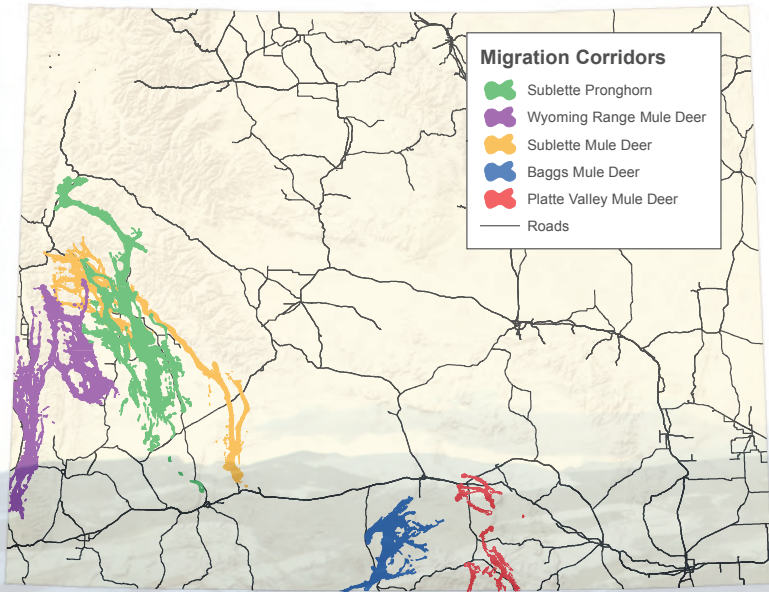 Migration Corridors
Sublette Pronghorn
Wyoming Range Mule Deer
Sublette Mule Deer
Baggs Mule Deer
Platte Valley Mule Deer
Roads